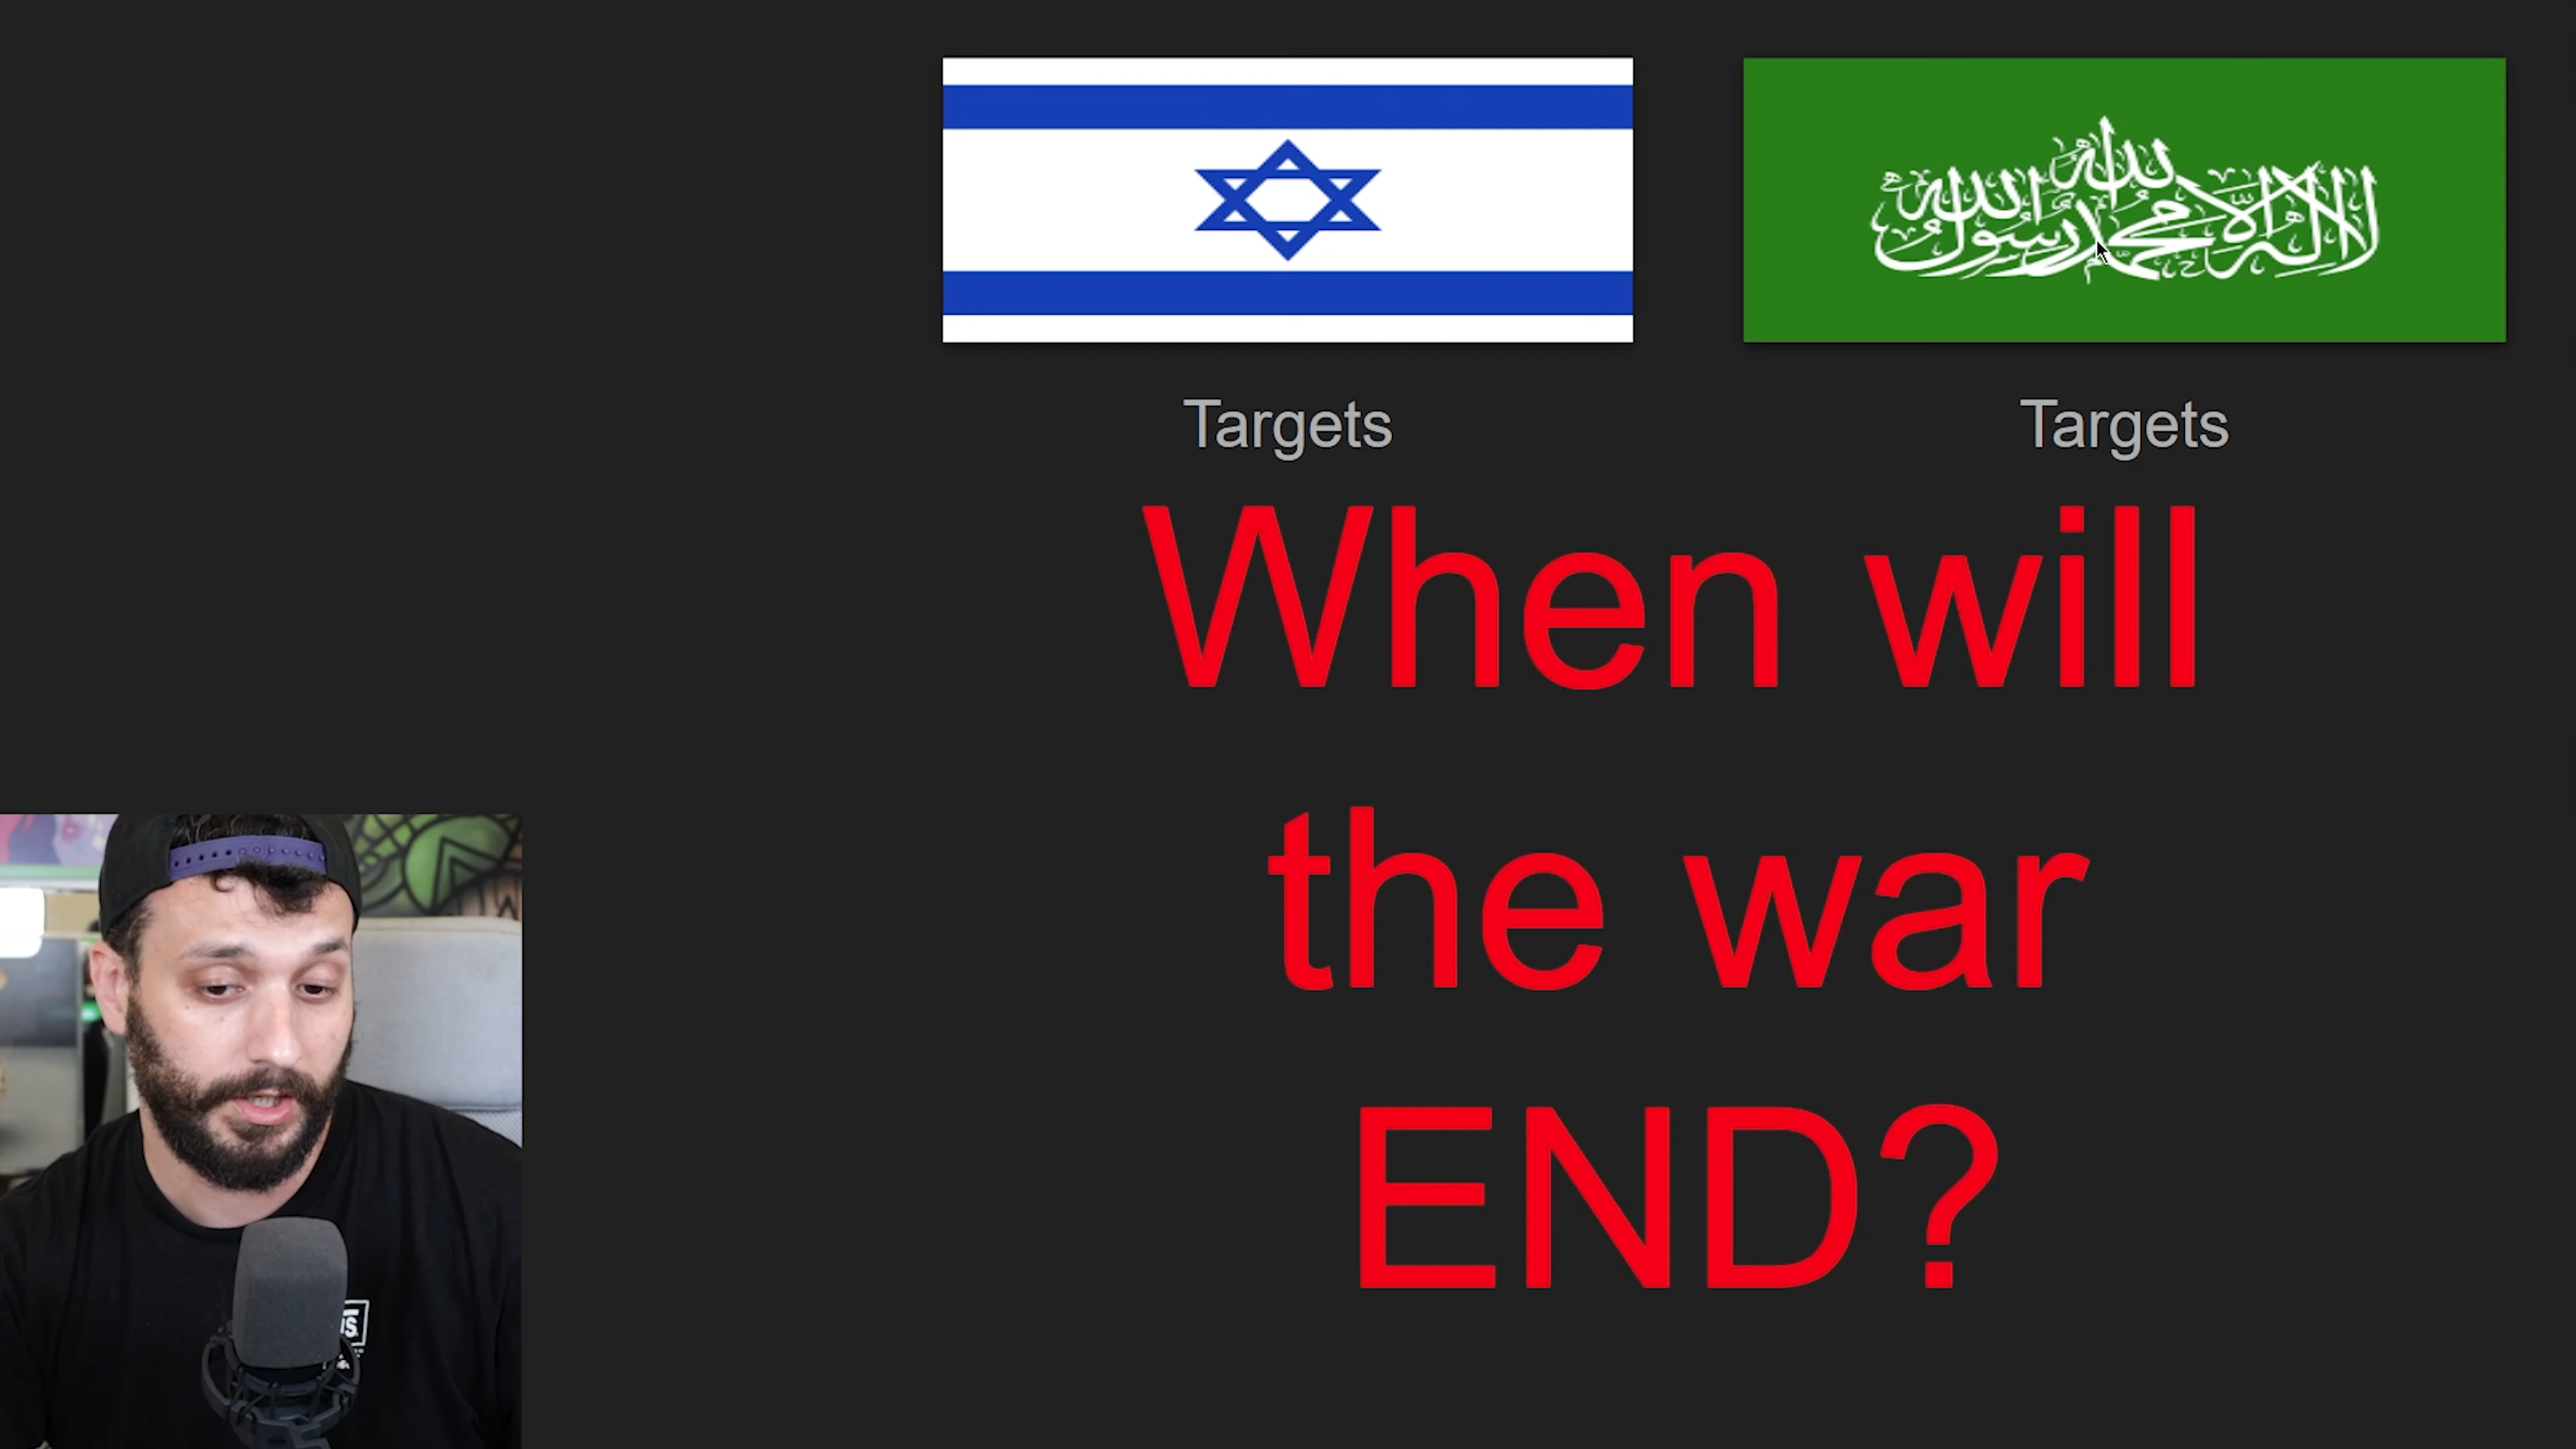 لا إله إلا الله محمد رسول الله
Targets
Targets
When will
the war
END?